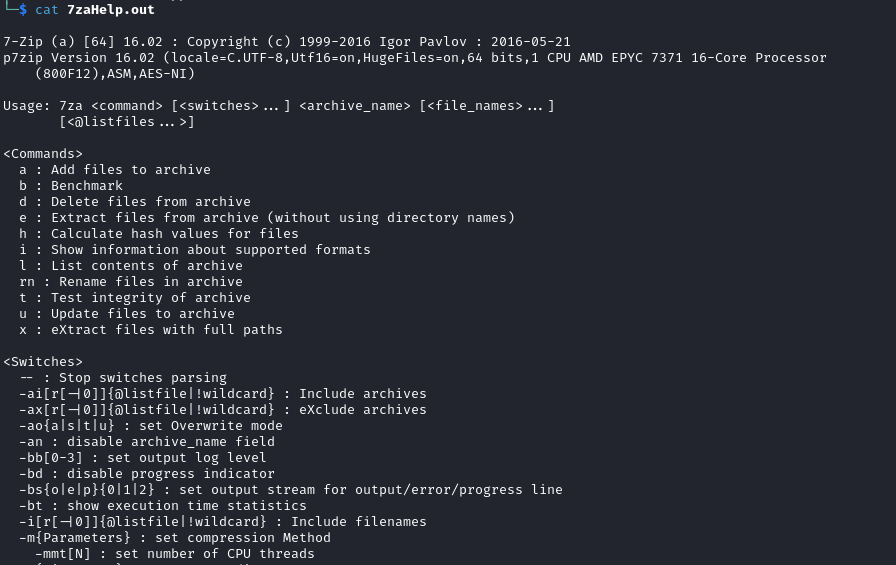 └─$ cat 7zaHelp.out
7-Zip (a) [64] 16.02 : Copyright (c) 1999-2016 Igor Pavlov : 2016-05-21
p7zip Version 16.02 (locale=C.UTF-8,Utf16=on,HugeFiles=on,64 bits,1 CPU AMD EPYC 7371 16-Core Processor
(800F12),ASM,AES-NI)
Usage: 7za <command> [<switches>...] <archive_name> [<file_names>...]
[<@listfiles...>]
<Commands>
a : Add files to archive
b : Benchmark
d : Delete files from archive
e : Extract files from archive (without using directory names)
h : Calculate hash values for files
i : Show information about supported formats
l : List contents of archive
rn : Rename files in archive
t : Test integrity of archive
u : Update files to archive
x : eXtract files with full paths
<Switches>
-- : Stop switches parsing
-ai[r[-|0]]{@listfile|!wildcard} : Include archives
-ax[r[-|0]]{@listfile|!wildcard} : eXclude archives
-ao{a|s|t|u} : set Overwrite mode
-an : disable archive_name field
-bb[0-3] : set output log level
-bd : disable progress indicator
-bs{o|e|p}{0|1|2} : set output stream for output/error/progress line
-bt : show execution time statistics
-i[r[-|0]]{@listfile|!wildcard} : Include filenames
-m{Parameters} : set compression Method
-mmt[N] : set number of CPU threads